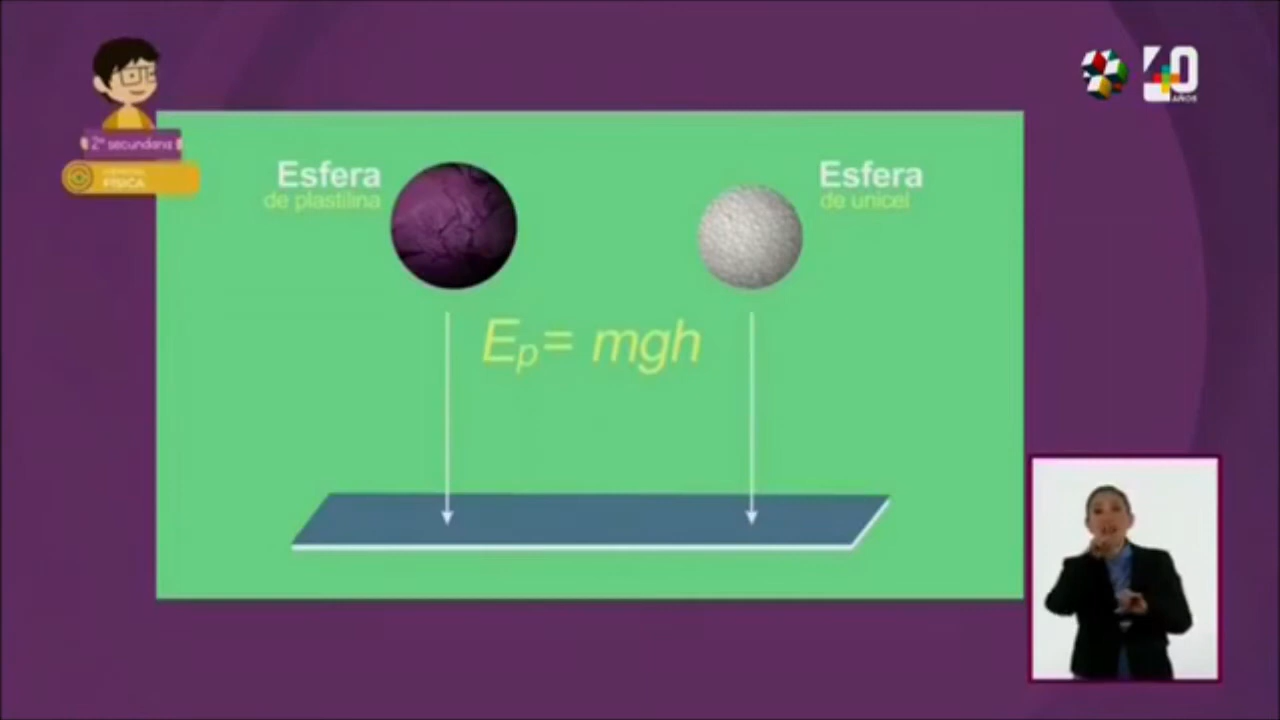 40
AÑOS
2° secundaria
FÍSICA
Esfera
de plastilina
Esfera
de unicel
Ep= mgh